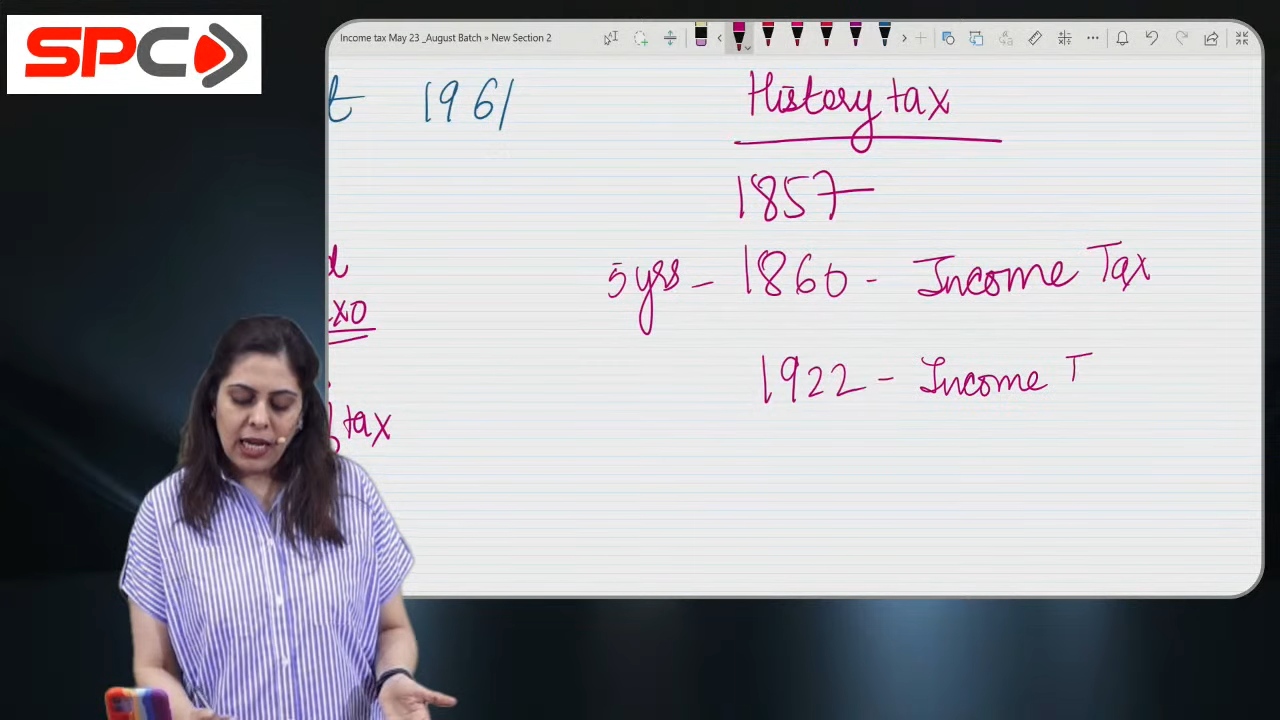 SPC
Income tax May 23 _August Batch » New Section 2
1961
History tax
1857
5 yrs - 1860 - Income Tax
1922 - Income T
tax